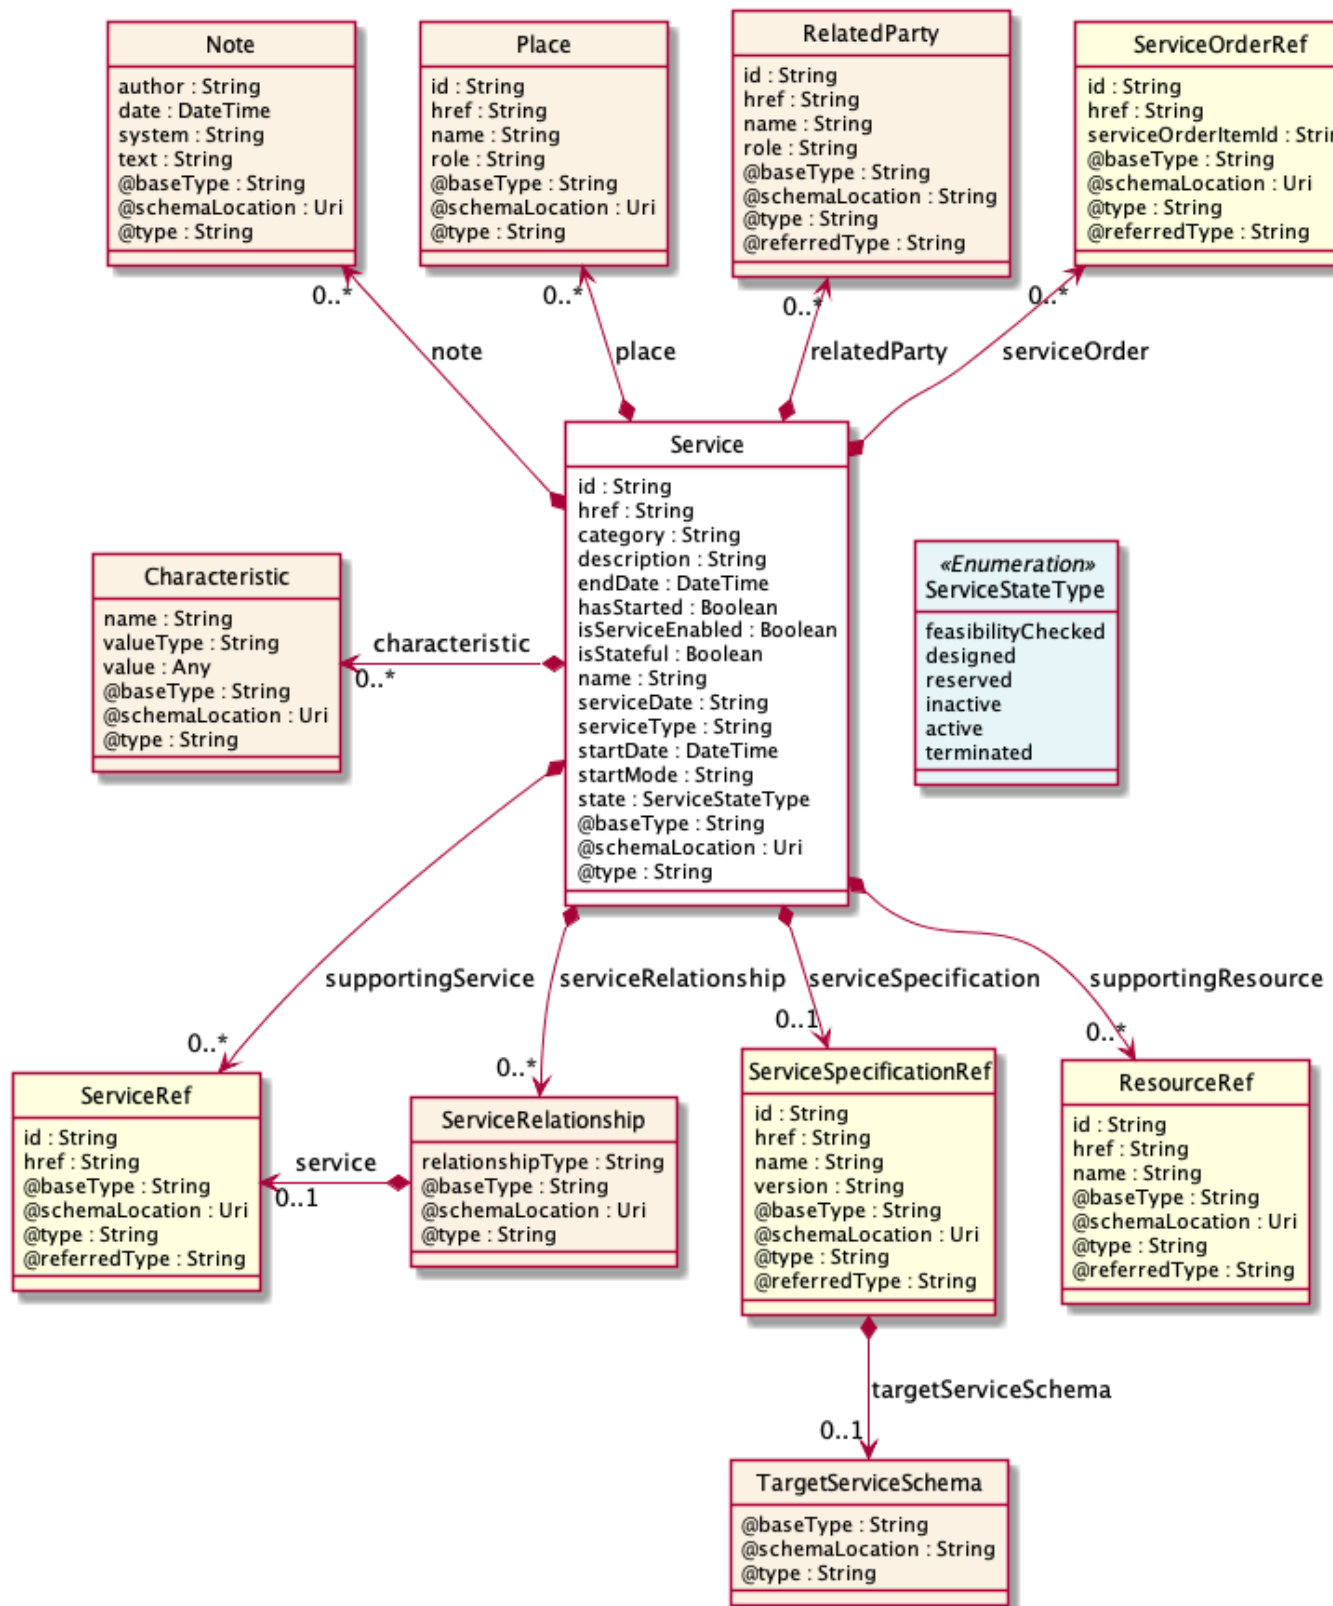 Note
author : String
date : DateTime
system : String
text : String
@baseType : String
@schemaLocation : Uri
@type : String
Place
id : String
href : String
name : String
role : String
@baseType : String
@schemaLocation : Uri
@type : String
RelatedParty
id : String
href : String
name : String
role : String
@baseType : String
@schemaLocation : String
@type : String
@referredType : String
ServiceOrderRef
id : String
href : String
serviceOrderItemId :
@baseType : String
@schemaLocation : Uri
@type : String
@referredType : String
0..*
0..*
0..*
0..*
note
place
relatedParty
serviceOrder
Service
id : String
href : String
category : String
description : String
endDate : DateTime
hasStarted : Boolean
isServiceEnabled : Boolean
isStateful : Boolean
name : String
serviceDate : String
serviceType : String
startDate : DateTime
startMode : String
state : ServiceStateType
@baseType : String
@schemaLocation : Uri
@type : String
Characteristic
name : String
valueType : String
value : Any
@baseType : String
@schemaLocation : Uri
@type : String
characteristic
0..*
«Enumeration»
ServiceStateType
feasibilityChecked
designed
reserved
inactive
active
terminated
supportingService
serviceRelationship
serviceSpecification
supportingResource
0..*
0..*
0..1
0..*
ServiceRef
id : String
href : String
@baseType : String
@schemaLocation : Uri
@type : String
@referredType : String
service
0..1
ServiceRelationship
relationshipType : String
@baseType : String
@schemaLocation : Uri
@type : String
ServiceSpecificationRef
id : String
href : String
name : String
version : String
@baseType : String
@schemaLocation : Uri
@type : String
@referredType : String
ResourceRef
id : String
href : String
name : String
@baseType : String
@schemaLocation : Uri
@type : String
@referredType : String
targetServiceSchema
0..1
TargetServiceSchema
@baseType : String
@schemaLocation : String
@type : String